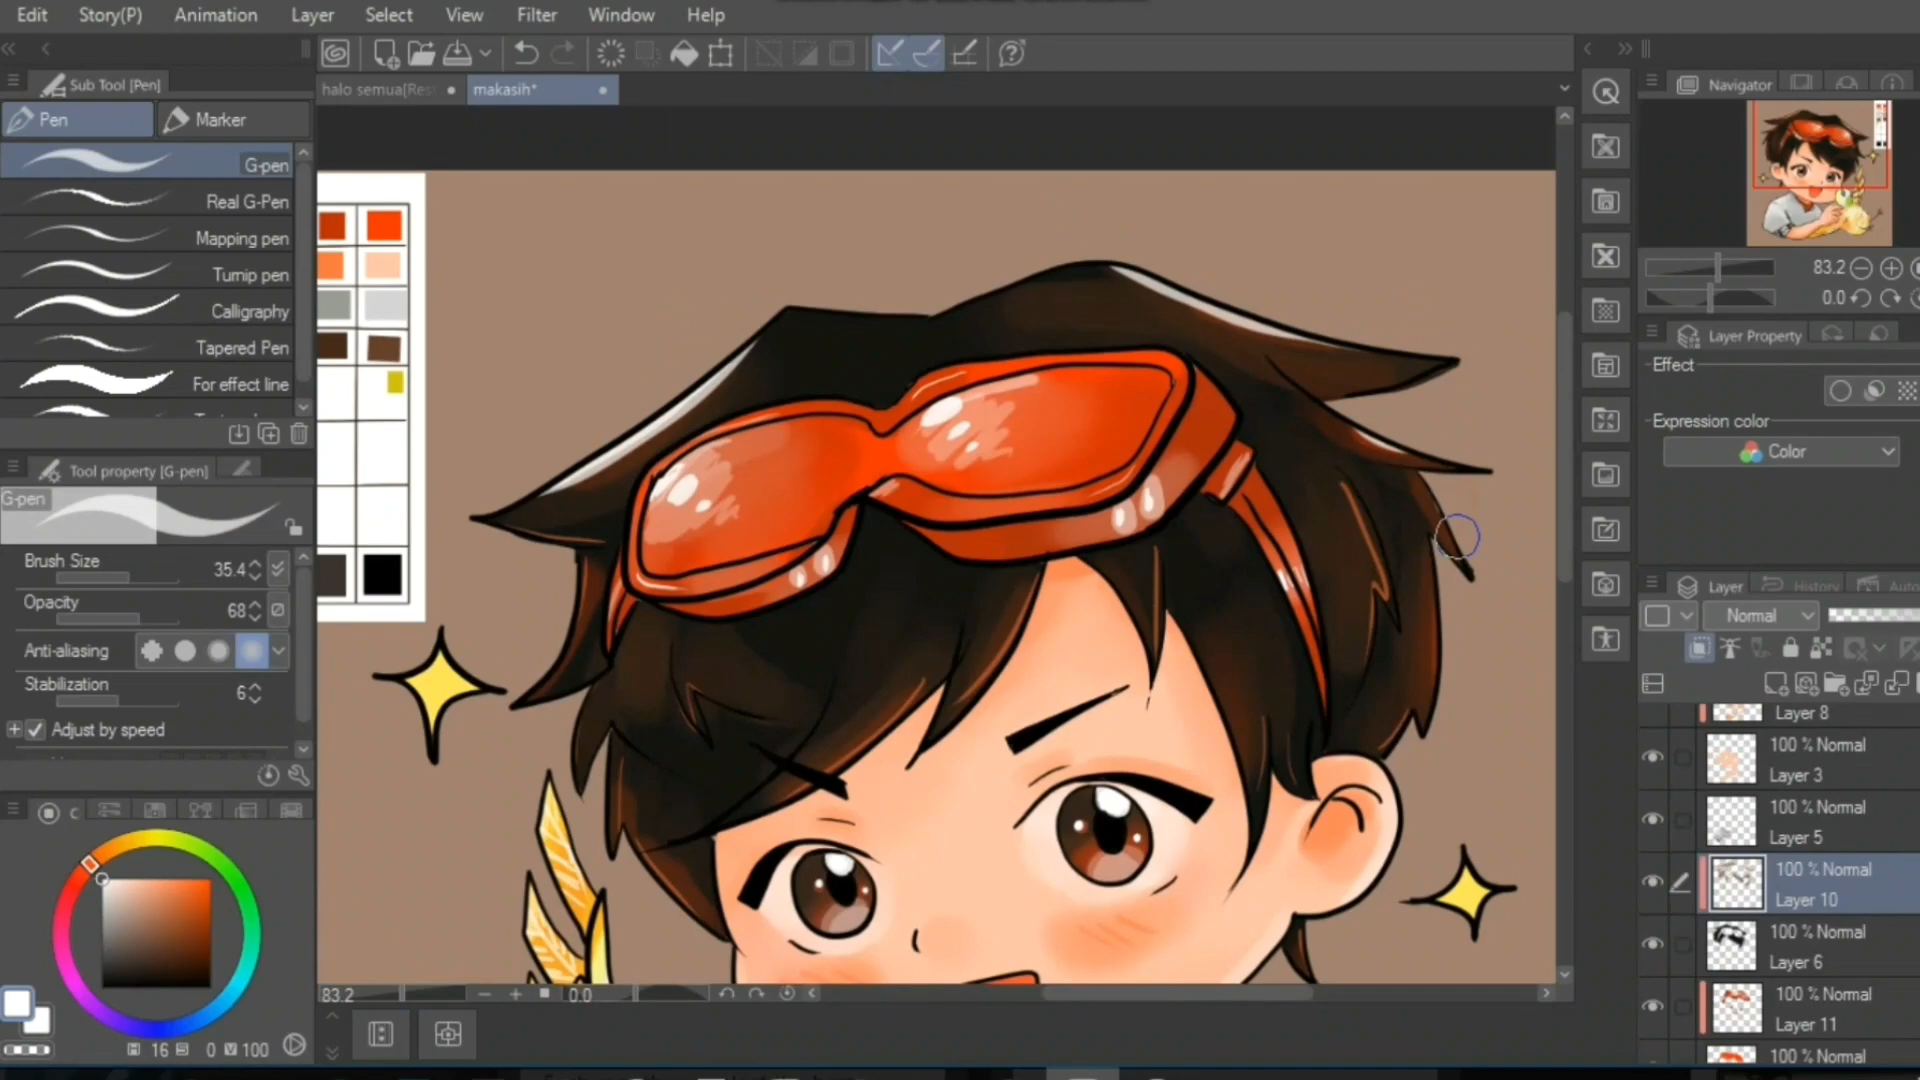 Edit Story(P) Animation Layer Select View Filter Window Help
Sub Tool [Pen]
halo semua[Res
makasih*
Navigator
Pen
Marker
G-pen
Real G-Pen
Mapping pen
Turnip pen
Calligraphy
Tapered Pen
For effect line
83.2
0.0
Layer Property
Effect
Expression color
Color
Tool property [G-pen]
G-pen
Brush Size
35.4
Opacity
68
Anti-aliasing
Stabilization
6
Adjust by speed
Layer
History
Auto
Normal
Layer 8
100 % Normal
Layer 3
100 % Normal
Layer 5
100 % Normal
Layer 10
100 % Normal
Layer 6
100 % Normal
Layer 11
100 % Normal
C
83.2
0.0
H 16 S 0 V 100